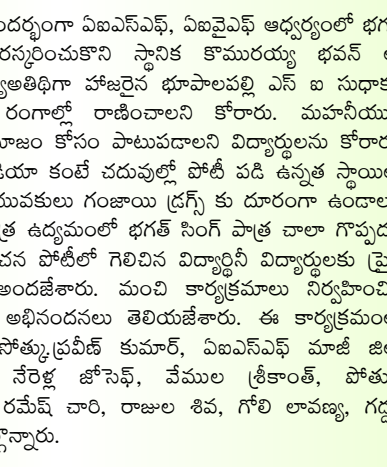 ందర్భంగా ఏఐఎస్ఎఫ్, ఏఐవైఎఫ్ ఆధ్వర్యంలో భగ
రస్కరించుకొని స్థానిక కొమురయ్య భవన్
అతిథిగా హాజరైన భూపాలపల్లి ఎస్ ఐ సుధాక
రంగాల్లో రాణించాలని కోరారు. మహనీయు
జం కోసం పాటుపడాలని విద్యార్థులను కోరార
డియా కంటే చదువుల్లో పోటీ పడి ఉన్నత స్థాయిల
యువకులు గంజాయి డ్రగ్స్ కు దూరంగా ఉండాల
త్ర ఉద్యమంలో భగత్ సింగ్ పాత్ర చాలా గొప్పద
చన పోటీలో గెలిచిన విద్యార్థినీ విద్యార్థులకు ప్రై
అందజేశారు. మంచి కార్యక్రమాలు నిర్వహించి
అభినందనలు తెలియజేశారు. ఈ కార్యక్రమంల
సోత్కు ప్రవీణ్ కుమార్, ఏఐఎస్ఎఫ్ మాజీ జిల
నేరెళ్ల జోసెఫ్, వేముల శ్రీకాంత్, పోతు
రమేష్ చారి, రాజుల శివ, గోలి లావణ్య, గద్ద
గొన్నారు.